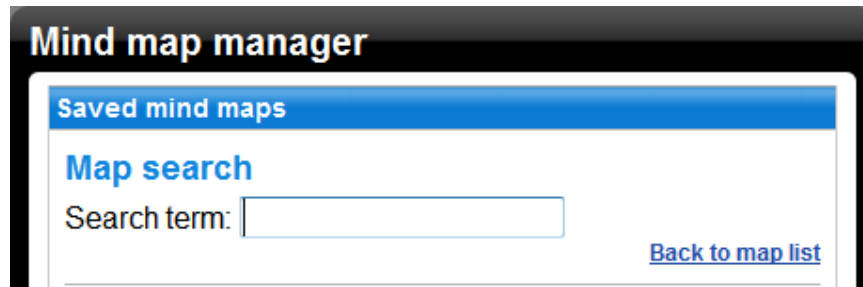 Mind map manager
Saved mind maps
Map search
Search term:
Back to map list